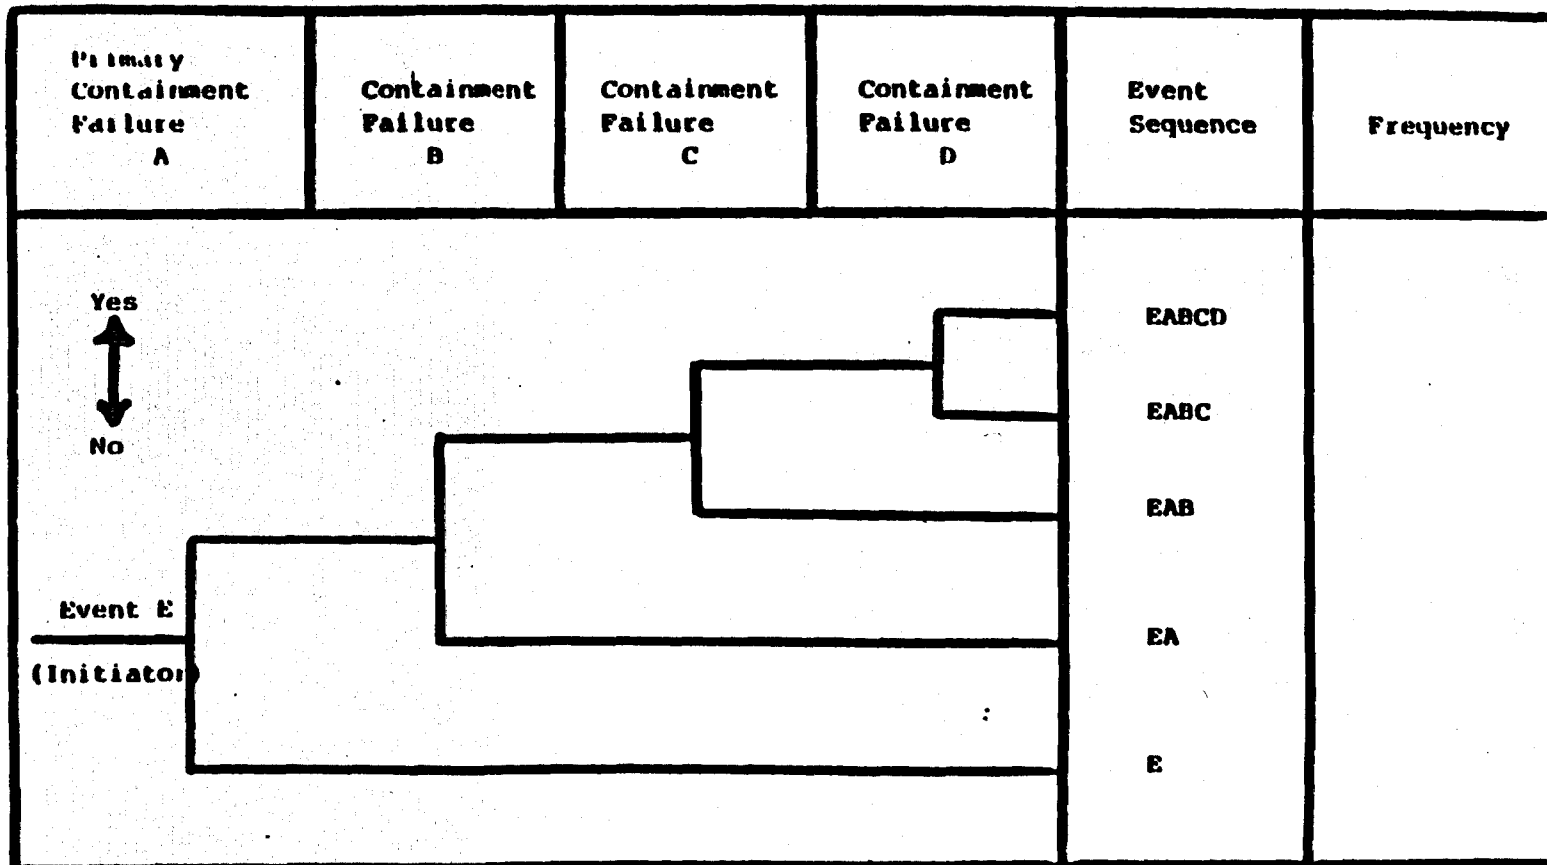 Primary
Containment
Failure
A
Containment
Failure
B
Containment
Failure
C
Containment
Failure
D
Event
Sequence
Frequency
Yes
No
Event E
(Initiator)
EABCD
EABC
EAB
EA
E